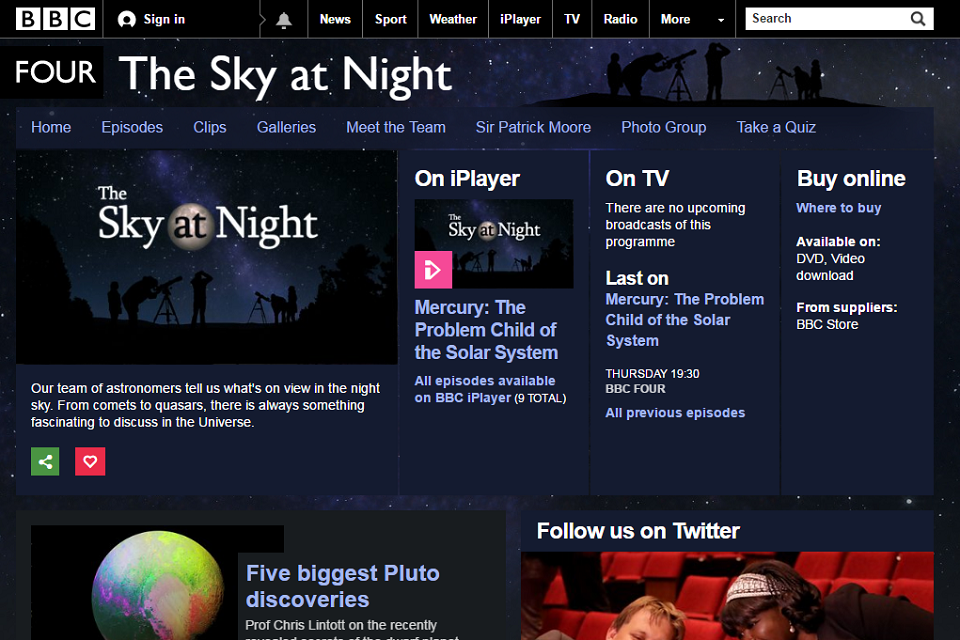 BBC
Sign in
News
Sport
Weather
iPlayer
TV
Radio
More
Search
FOUR
The Sky at Night
Home
Episodes
Clips
Galleries
Meet the Team
Sir Patrick Moore
Photo Group
Take a Quiz
The
Sky at Night
Our team of astronomers tell us what's on view in the night
sky. From comets to quasars, there is always something
fascinating to discuss in the Universe.
On iPlayer
The
Sky at Night
Mercury: The
Problem Child of
the Solar System
All episodes available
on BBC iPlayer (9 TOTAL)
On TV
There are no upcoming
broadcasts of this
programme
Last on
Mercury: The Problem
Child of the Solar
System
THURSDAY 19:30
BBC FOUR
All previous episodes
Buy online
Where to buy
Available on:
DVD, Video
download
From suppliers:
BBC Store
Five biggest Pluto
discoveries
Prof Chris Lintott on the recently
revealed secrets of the dwarf planet
Follow us on Twitter